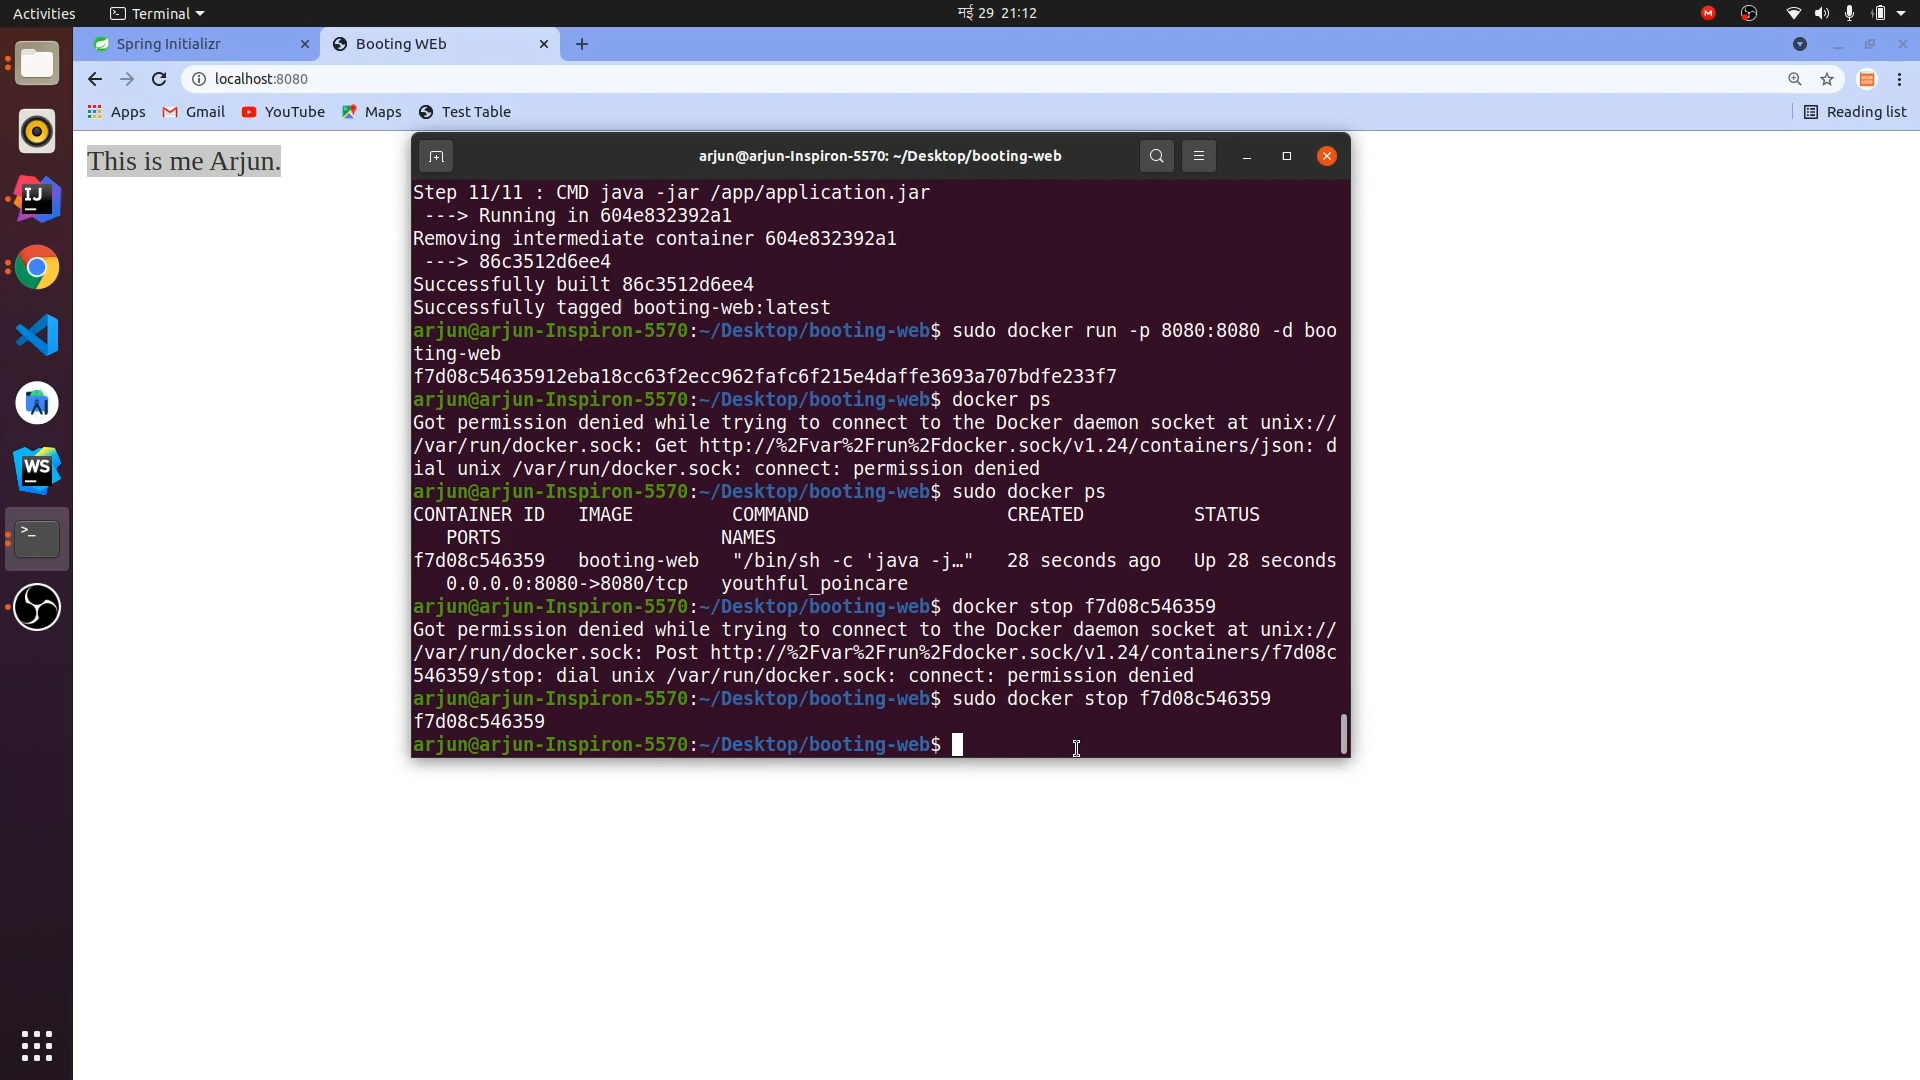 Activities
Terminal
मई 29 21:12
M
Spring Initializr
Booting WEb
localhost:8080
Apps
Gmail
YouTube
Maps
Test Table
Reading list
This is me Arjun.
arjun@arjun-Inspiron-5570: ~/Desktop/booting-web
Step 11/11 : CMD java -jar /app/application.jar
---> Running in 604e832392a1
Removing intermediate container 604e832392a1
---> 86c3512d6ee4
Successfully built 86c3512d6ee4
Successfully tagged booting-web:latest
arjun@arjun-Inspiron-5570:~/Desktop/booting-web$ sudo docker run -p 8080:8080 -d boo
ting-web
f7d08c54635912eba18cc63f2ecc962fafc6f215e4daffe3693a707bdfe233f7
arjun@arjun-Inspiron-5570:~/Desktop/booting-web$ docker ps
Got permission denied while trying to connect to the Docker daemon socket at unix://
/var/run/docker.sock: Get http://%2Fvar%2Frun%2Fdocker.sock/v1.24/containers/json: d
ial unix /var/run/docker.sock: connect: permission denied
arjun@arjun-Inspiron-5570:~/Desktop/booting-web$ sudo docker ps
CONTAINER ID IMAGE COMMAND CREATED STATUS
PORTS NAMES
f7d08c546359 booting-web "/bin/sh -c 'java -j…" 28 seconds ago Up 28 seconds
0.0.0.0:8080->8080/tcp youthful_poincare
arjun@arjun-Inspiron-5570:~/Desktop/booting-web$ docker stop f7d08c546359
Got permission denied while trying to connect to the Docker daemon socket at unix://
/var/run/docker.sock: Post http://%2Fvar%2Frun%2Fdocker.sock/v1.24/containers/f7d08c
546359/stop: dial unix /var/run/docker.sock: connect: permission denied
arjun@arjun-Inspiron-5570:~/Desktop/booting-web$ sudo docker stop f7d08c546359
f7d08c546359
arjun@arjun-Inspiron-5570:~/Desktop/booting-web$
IJ
WS
>_